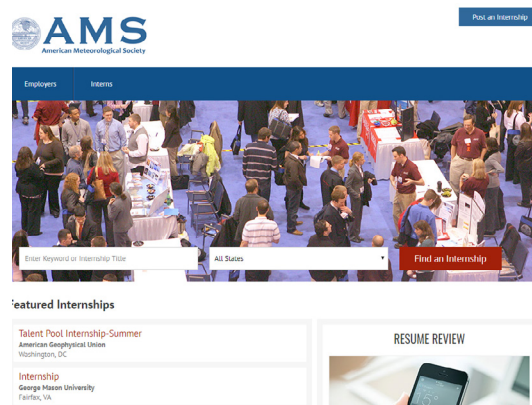 AMS
American Meteorological Society
Post an Internship
Employers
Interns
Enter Keyword or Internship Title
All States
Find an Internship
eatured Internships
Talent Pool Internship-Summer
American Geophysical Union
Washington, DC
Internship
George Mason University
Fairfax, VA
RESUME REVIEW